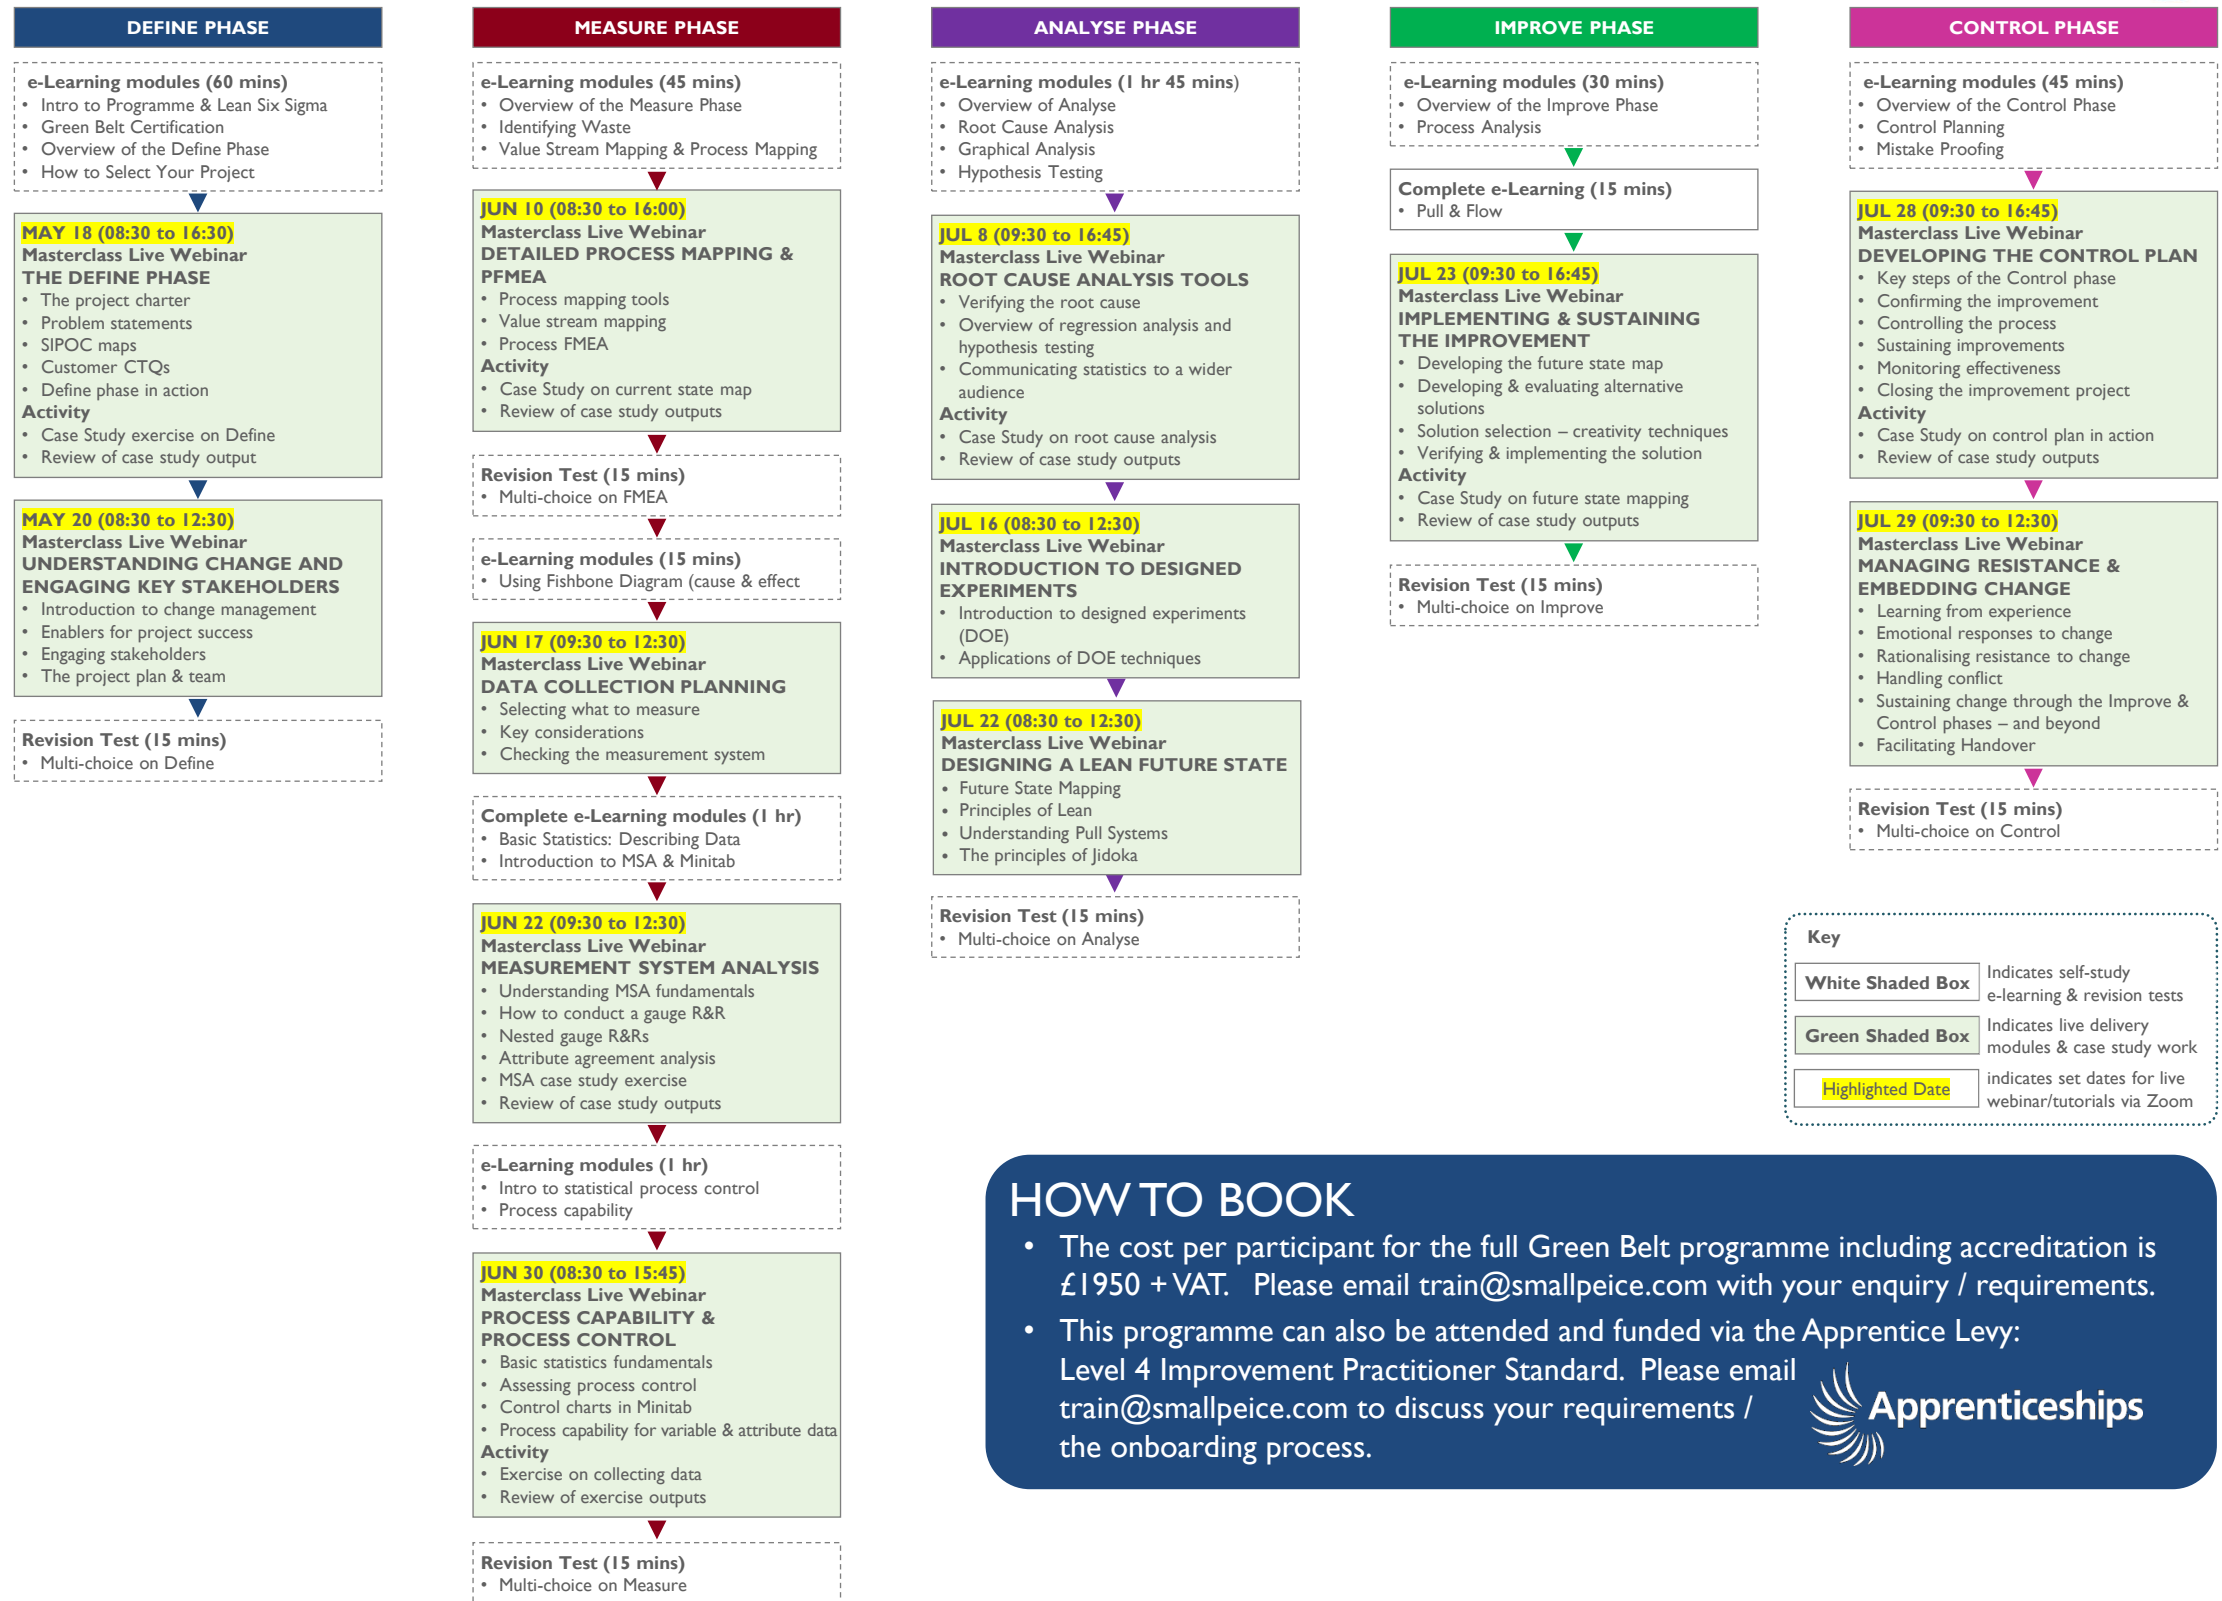 DEFINE PHASE
e-Learning modules (60 mins)
• Intro to Programme & Lean Six Sigma
• Green Belt Certification
• Overview of the Define Phase
• How to Select Your Project
MAY 18 (08:30 to 16:30)
Masterclass Live Webinar
THE DEFINE PHASE
• The project charter
• Problem statements
• SIPOC maps
• Customer CTQs
• Define phase in action
Activity
• Case Study exercise on Define
• Review of case study output
MAY 20 (08:30 to 12:30)
Masterclass Live Webinar
UNDERSTANDING CHANGE AND
ENGAGING KEY STAKEHOLDERS
• Introduction to change management
• Enablers for project success
• Engaging stakeholders
• The project plan & team
Revision Test (15 mins)
• Multi-choice on Define
MEASURE PHASE
e-Learning modules (45 mins)
• Overview of the Measure Phase
• Identifying Waste
• Value Stream Mapping & Process Mapping
JUN 10 (08:30 to 16:00)
Masterclass Live Webinar
DETAILED PROCESS MAPPING &
PFMEA
• Process mapping tools
• Value stream mapping
• Process FMEA
Activity
• Case Study on current state map
• Review of case study outputs
Revision Test (15 mins)
• Multi-choice on FMEA
e-Learning modules (15 mins)
• Using Fishbone Diagram (cause & effect
JUN 17 (09:30 to 12:30)
Masterclass Live Webinar
DATA COLLECTION PLANNING
• Selecting what to measure
• Key considerations
• Checking the measurement system
Complete e-Learning modules (1 hr)
• Basic Statistics: Describing Data
• Introduction to MSA & Minitab
JUN 22 (09:30 to 12:30)
Masterclass Live Webinar
MEASUREMENT SYSTEM ANALYSIS
• Understanding MSA fundamentals
• How to conduct a gauge R&R
• Nested gauge R&Rs
• Attribute agreement analysis
• MSA case study exercise
• Review of case study outputs
e-Learning modules (1 hr)
• Intro to statistical process control
• Process capability
JUN 30 (08:30 to 15:45)
Masterclass Live Webinar
PROCESS CAPABILITY &
PROCESS CONTROL
• Basic statistics fundamentals
• Assessing process control
• Control charts in Minitab
• Process capability for variable & attribute data
Activity
• Exercise on collecting data
• Review of exercise outputs
Revision Test (15 mins)
• Multi-choice on Measure
ANALYSE PHASE
e-Learning modules (1 hr 45 mins)
• Overview of Analyse
• Root Cause Analysis
• Graphical Analysis
• Hypothesis Testing
JUL 8 (09:30 to 16:45)
Masterclass Live Webinar
ROOT CAUSE ANALYSIS TOOLS
• Verifying the root cause
• Overview of regression analysis and
hypothesis testing
• Communicating statistics to a wider
audience
Activity
• Case Study on root cause analysis
• Review of case study outputs
JUL 16 (08:30 to 12:30)
Masterclass Live Webinar
INTRODUCTION TO DESIGNED
EXPERIMENTS
• Introduction to designed experiments
(DOE)
• Applications of DOE techniques
JUL 22 (08:30 to 12:30)
Masterclass Live Webinar
DESIGNING A LEAN FUTURE STATE
• Future State Mapping
• Principles of Lean
• Understanding Pull Systems
• The principles of Jidoka
Revision Test (15 mins)
• Multi-choice on Analyse
IMPROVE PHASE
e-Learning modules (30 mins)
• Overview of the Improve Phase
• Process Analysis
Complete e-Learning (15 mins)
• Pull & Flow
JUL 23 (09:30 to 16:45)
Masterclass Live Webinar
IMPLEMENTING & SUSTAINING
THE IMPROVEMENT
• Developing the future state map
• Developing & evaluating alternative
solutions
• Solution selection – creativity techniques
• Verifying & implementing the solution
Activity
• Case Study on future state mapping
• Review of case study outputs
Revision Test (15 mins)
• Multi-choice on Improve
CONTROL PHASE
e-Learning modules (45 mins)
• Overview of the Control Phase
• Control Planning
• Mistake Proofing
JUL 28 (09:30 to 16:45)
Masterclass Live Webinar
DEVELOPING THE CONTROL PLAN
• Key steps of the Control phase
• Confirming the improvement
• Controlling the process
• Sustaining improvements
• Monitoring effectiveness
• Closing the improvement project
Activity
• Case Study on control plan in action
• Review of case study outputs
JUL 29 (09:30 to 12:30)
Masterclass Live Webinar
MANAGING RESISTANCE &
EMBEDDING CHANGE
• Learning from experience
• Emotional responses to change
• Rationalising resistance to change
• Handling conflict
• Sustaining change through the Improve &
Control phases – and beyond
• Facilitating Handover
Revision Test (15 mins)
• Multi-choice on Control
Key
White Shaded Box
Indicates self-study
e-learning & revision tests
Green Shaded Box
Indicates live delivery
modules & case study work
Highlighted Date
indicates set dates for live
webinar/tutorials via Zoom
HOW TO BOOK
• The cost per participant for the full Green Belt programme including accreditation is
£1950 + VAT. Please email train@smallpeice.com with your enquiry / requirements.
• This programme can also be attended and funded via the Apprentice Levy:
Level 4 Improvement Practitioner Standard. Please email
train@smallpeice.com to discuss your requirements /
the onboarding process.
Apprenticeships